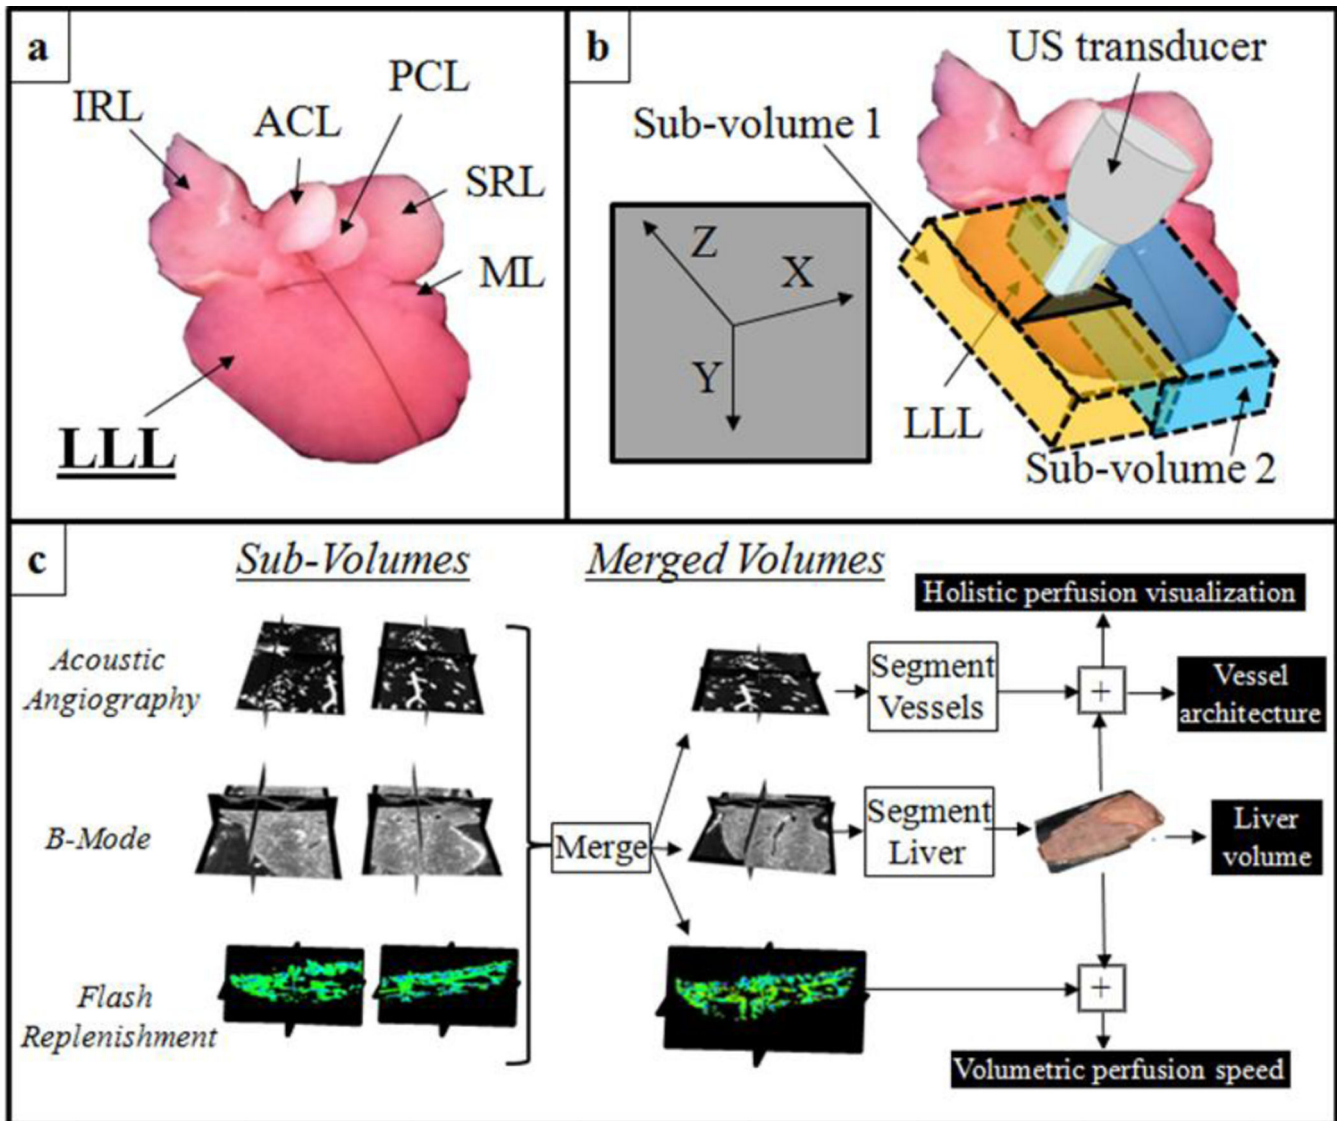 a
IRL
ACL
PCL
SRL
ML
LLL
b
US transducer
Sub-volume 1
Z
X
Y
LLL
Sub-volume 2
c
Sub-Volumes
Merged Volumes
Holistic perfusion visualization
Acoustic
Angiography
Segment
Vessels
+
Vessel
architecture
B-Mode
Merge
Segment
Liver
Liver
volume
Flash
Replenishment
+
Volumetric perfusion speed